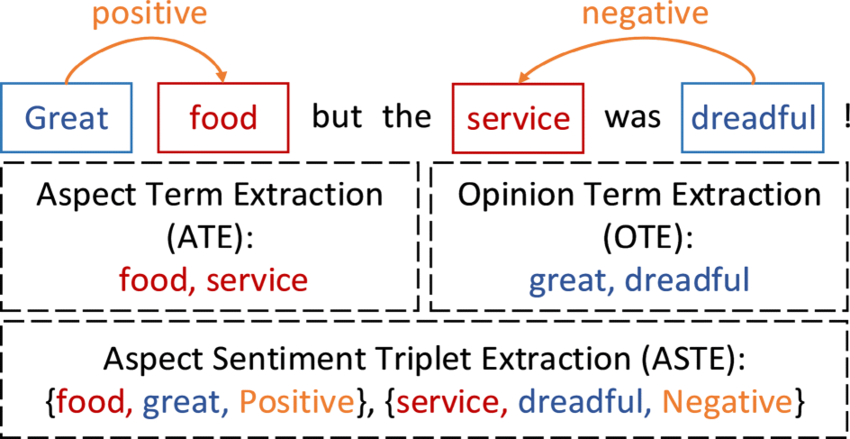 positive negative
Great food but the service was dreadful !
Aspect Term Extraction
(ATE):
food, service
Opinion Term Extraction
(OTE):
great, dreadful
Aspect Sentiment Triplet Extraction (ASTE):
{food, great, Positive}, {service, dreadful, Negative}